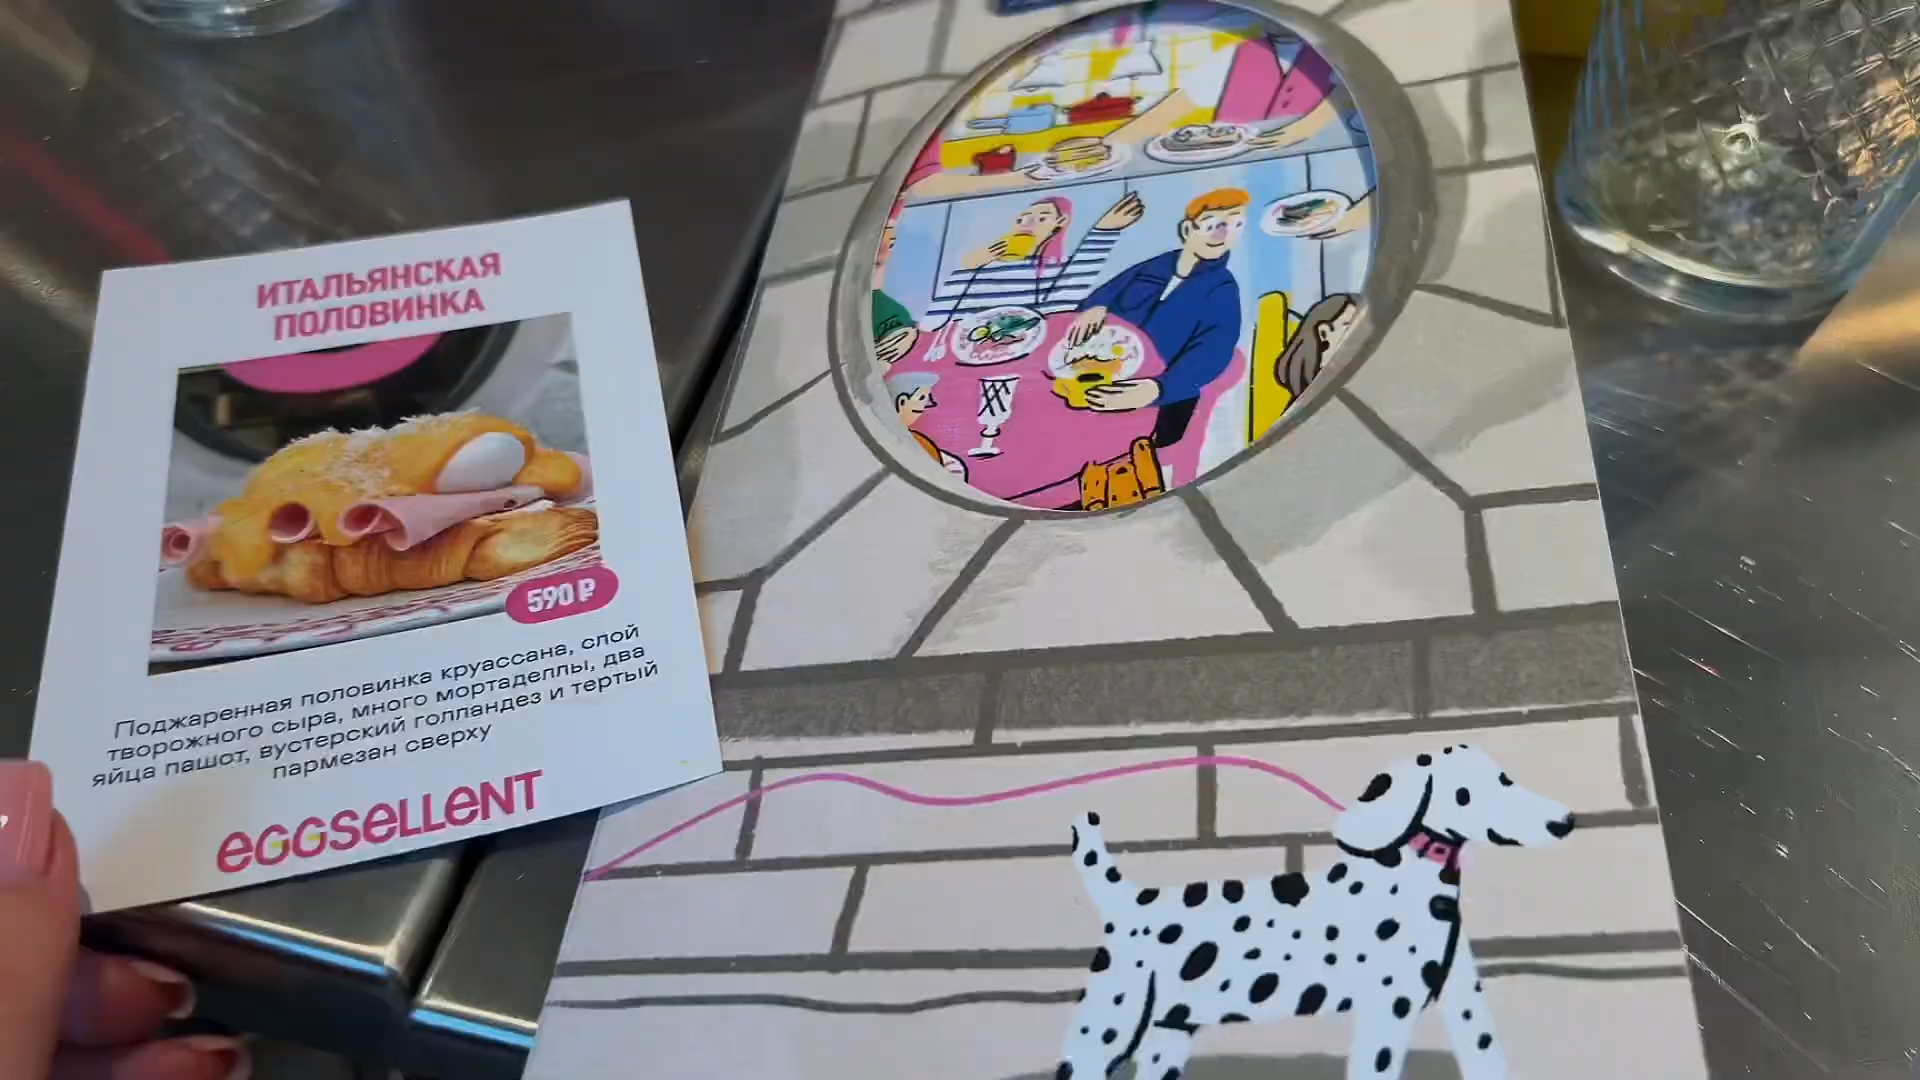 ИТАЛЬЯНСКАЯ
ПОЛОВИНКА
590 ₽
Поджаренная половинка круассана, слой
творожного сыра, много мортаделлы, два
яйца пашот, вустерский голландез и тертый
пармезан сверху
eGGSeLLeNT